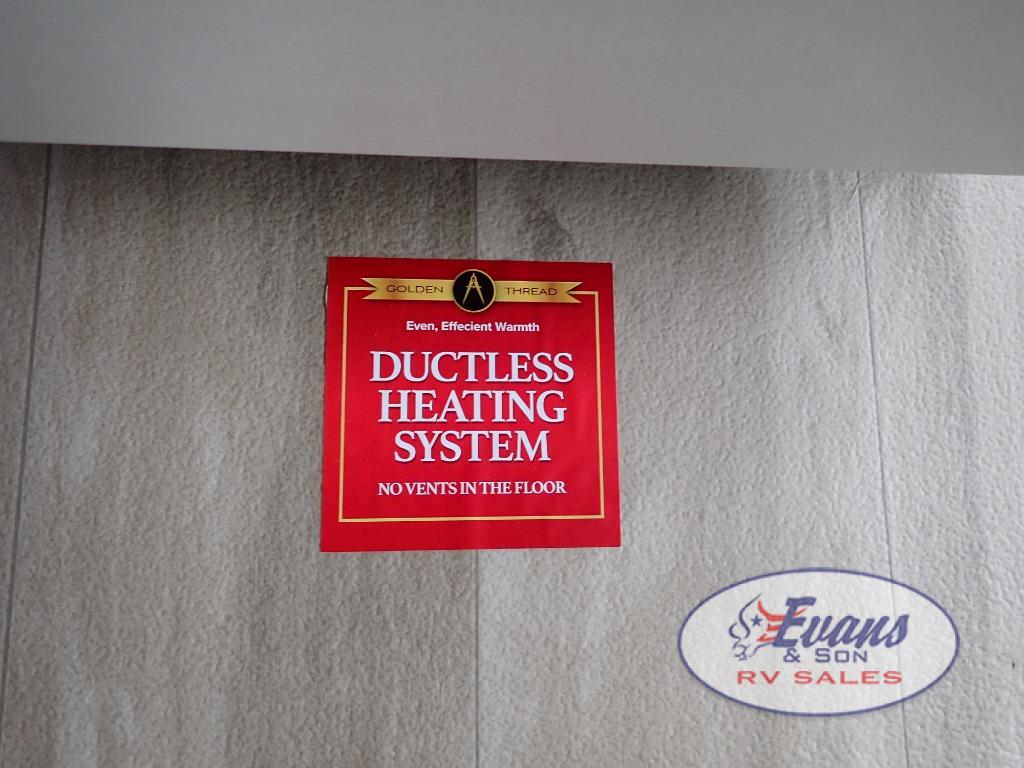 GOLDEN THREAD
Even, Effecient Warmth
DUCTLESS
HEATING
SYSTEM
NO VENTS IN THE FLOOR
Evans
& SON
RV SALES